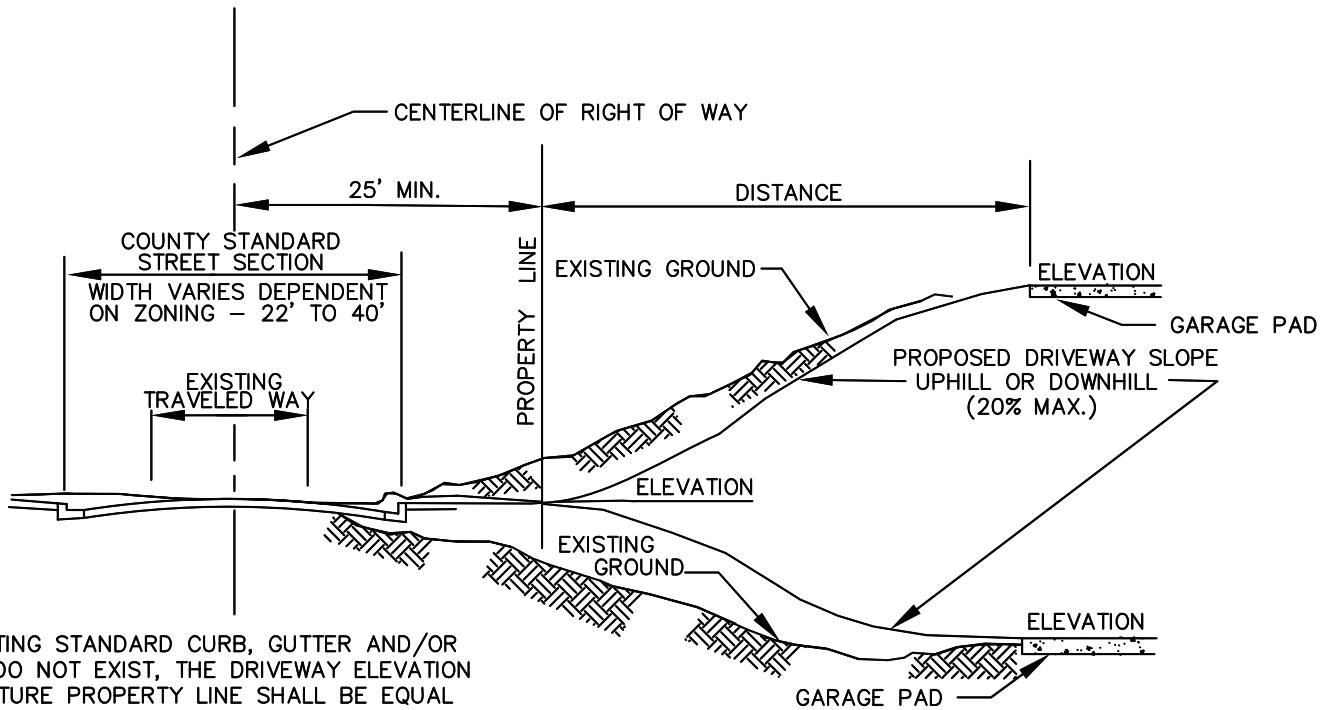 CENTERLINE OF RIGHT OF WAY
25' MIN.
DISTANCE
COUNTY STANDARD
STREET SECTION
WIDTH VARIES DEPENDENT
ON ZONING – 22' TO 40'
PROPERTY LINE
EXISTING GROUND
ELEVATION
GARAGE PAD
PROPOSED DRIVEWAY SLOPE
UPHILL OR DOWNHILL
(20% MAX.)
EXISTING
TRAVELED WAY
ELEVATION
EXISTING
GROUND
ELEVATION
GARAGE PAD
TING STANDARD CURB, GUTTER AND/OR
DO NOT EXIST, THE DRIVEWAY ELEVATION
TURE PROPERTY LINE SHALL BE EQUAL